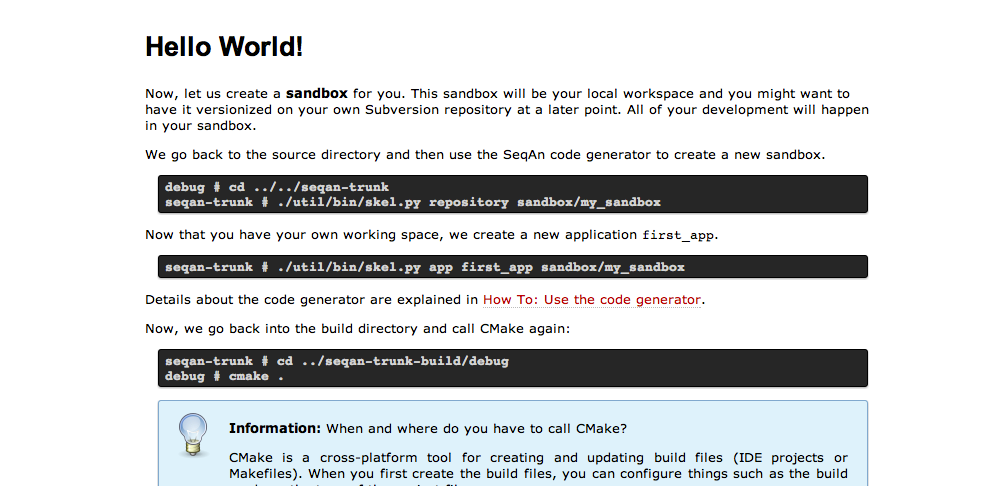 Hello World!
Now, let us create a sandbox for you. This sandbox will be your local workspace and you might want to
have it versionized on your own Subversion repository at a later point. All of your development will happen
in your sandbox.
We go back to the source directory and then use the SeqAn code generator to create a new sandbox.
debug # cd ../../seqan-trunk
seqan-trunk # ./util/bin/skel.py repository sandbox/my_sandbox
Now that you have your own working space, we create a new application first_app.
seqan-trunk # ./util/bin/skel.py app first_app sandbox/my_sandbox
Details about the code generator are explained in How To: Use the code generator.
Now, we go back into the build directory and call CMake again:
seqan-trunk # cd ../seqan-trunk-build/debug
debug # cmake .
Information: When and where do you have to call CMake?
CMake is a cross-platform tool for creating and updating build files (IDE projects or
Makefiles). When you first create the build files, you can configure things such as the build